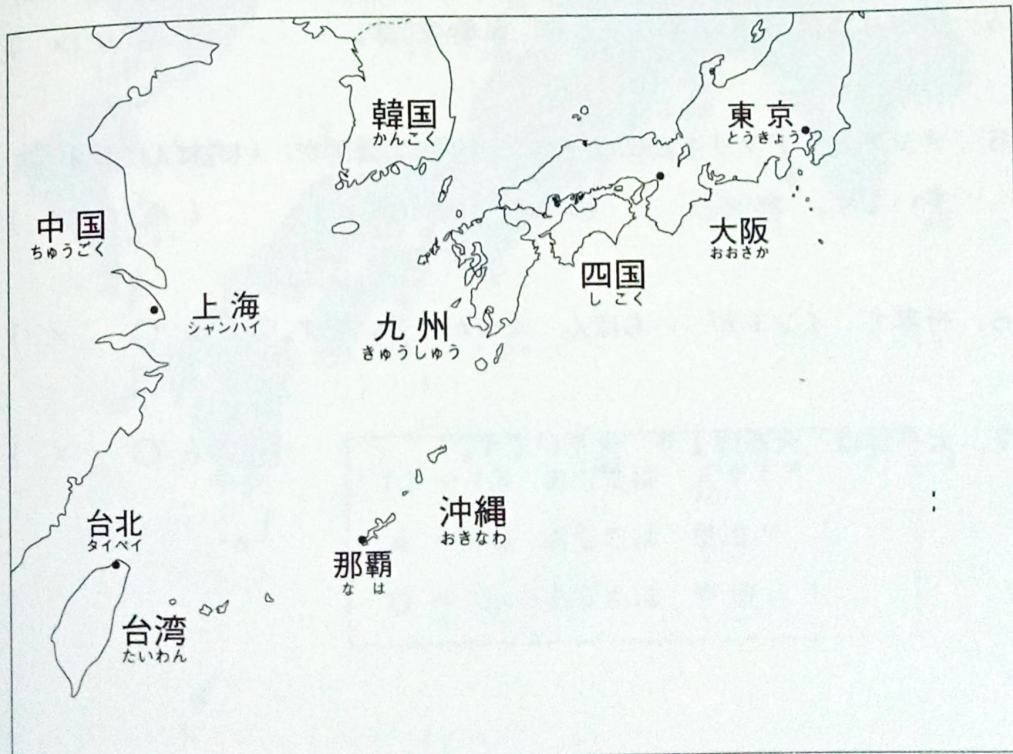 韓国
かんこく
東京
とうきょう
中国
ちゅうごく
大阪
おおさか
四国
しこく
上海
シャンハイ
九州
きゅうしゅう
沖縄
おきなわ
台北
タイペイ
那覇
なは
台湾
たいわん